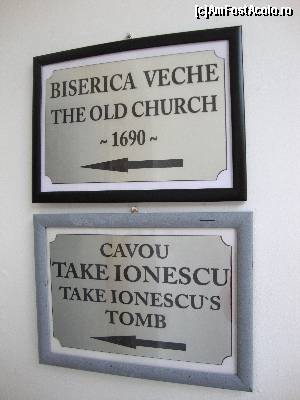 (c)AmFostAcolo.ro
BISERICA VECHE
THE OLD CHURCH
~ 1690 ~
CAVOU
TAKE IONESCU
TAKE IONESCU`S
TOMB